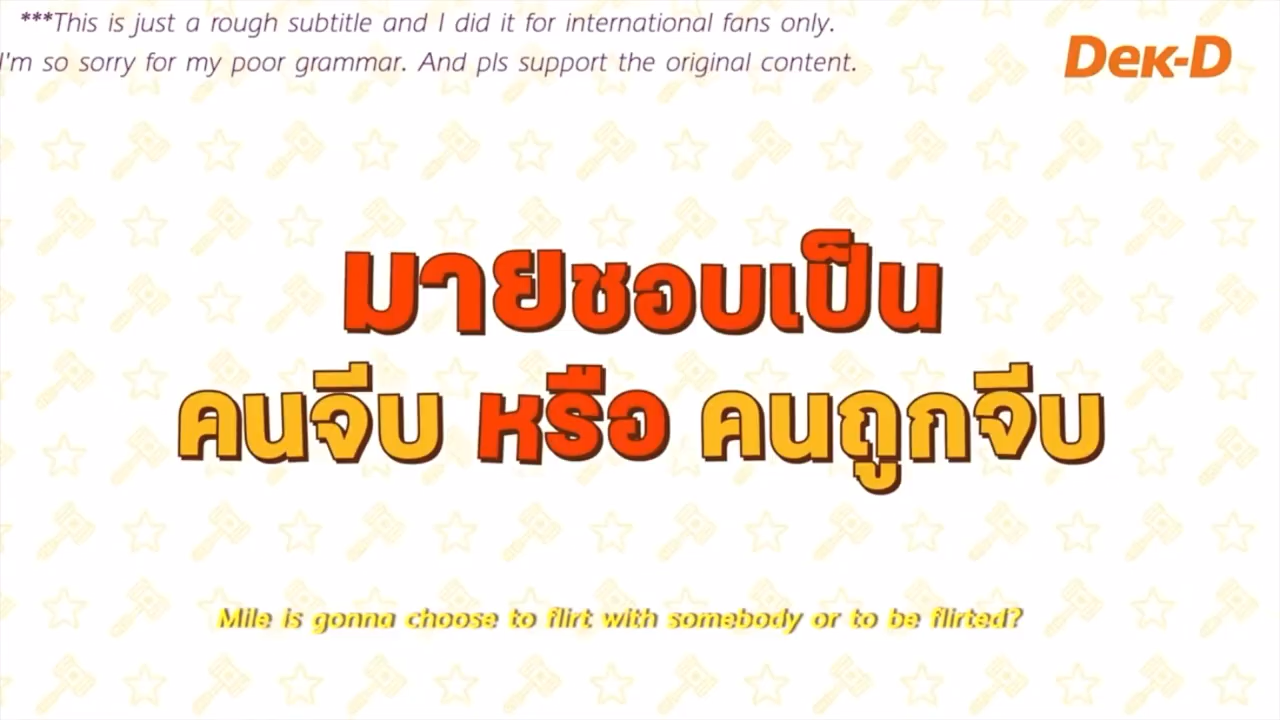 ***This is just a rough subtitle and I did it for international fans only.
I'm so sorry for my poor grammar. And pls support the original content.
Dek-D
มายชอบเป็น
คนจีบ หรือ คนถูกจีบ
Mile is gonna choose to flirt with somebody or to be flirted?